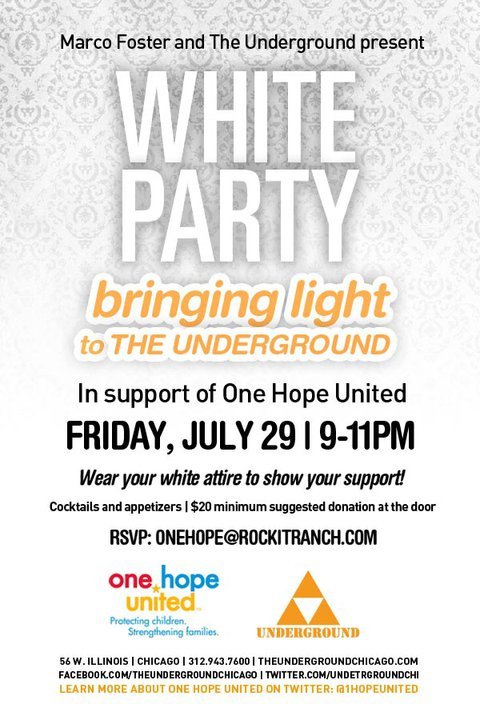 Marco Foster and The Underground present
WHITE
PARTY
bringing light
to THE UNDERGROUND
In support of One Hope United
FRIDAY, JULY 29 | 9-11PM
Wear your white attire to show your support!
Cocktails and appetizers | $20 minimum suggested donation at the door
RSVP: ONEHOPE@ROCKITRANCH.COM
one hope
united
Protecting children.
Strengthening families.
UNDERGROUND
56 W. ILLINOIS | CHICAGO | 312.943.7600 | THEUNDERGROUNDCHICAGO.COM
FACEBOOK.COM/THEUNDERGROUNDCHICAGO | TWITTER.COM/UNDETRGROUNDCHI
LEARN MORE ABOUT ONE HOPE UNITED ON TWITTER: @1HOPEUNITED